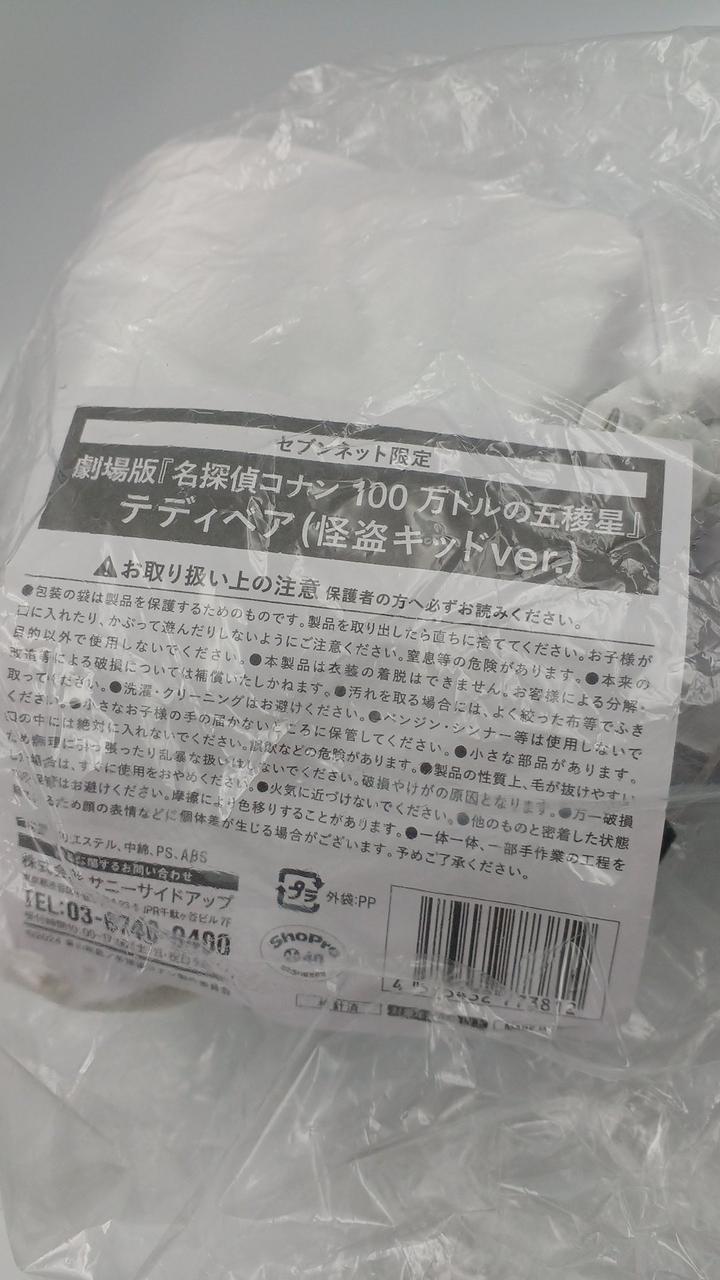 セブンネット限定
劇場版『名探偵コナン 100万ドルの五稜星』
テディベア(怪盗キッドver.)
お取り扱い上の注意 保護者の方へ必ずお読みください。
●包装の袋は製品を保護するためのものです。製品を取り出したら直ちに捨ててください。お子様が
口に入れたり、かぶって遊んだりしないようにご注意ください。窒息等の危険があります。●本来の
目的以外で使用しないでください。●本製品は衣装の着脱はできません。お客様による分解・
改造等による破損については補償いたしかねます。●汚れを取る場合には、よく絞った布等でふき
取ってください。●洗濯・クリーニングはお避けください。●ベンジン・シンナー等は使用しないで
ください。●小さなお子様の手の届かないところに保管してください。●小さな部品があります。
口の中には絶対に入れないでください。誤飲などの危険があります。●製品の性質上、毛が抜けやすい
ため無理に引っ張ったり乱暴な扱いはしないでください。破損やけがの原因となります。●万一破損
した場合は、すぐに使用をおやめください。●火気に近づけないでください。●他のものと密着した状態
の保管はお避けください。摩擦により色移りすることがあります。●一体一体、一部手作業の工程を
るため顔の表情などに個体差が生じる場合がございます。予めご了承ください。
ポリエステル、中綿、PS、ABS
に関するお問い合わせ
株式会社サニーサイドアップ
JPR千駄ヶ谷ビル 7F
TEL:03-6
プラ 外袋:PP
ShoPro
検針済